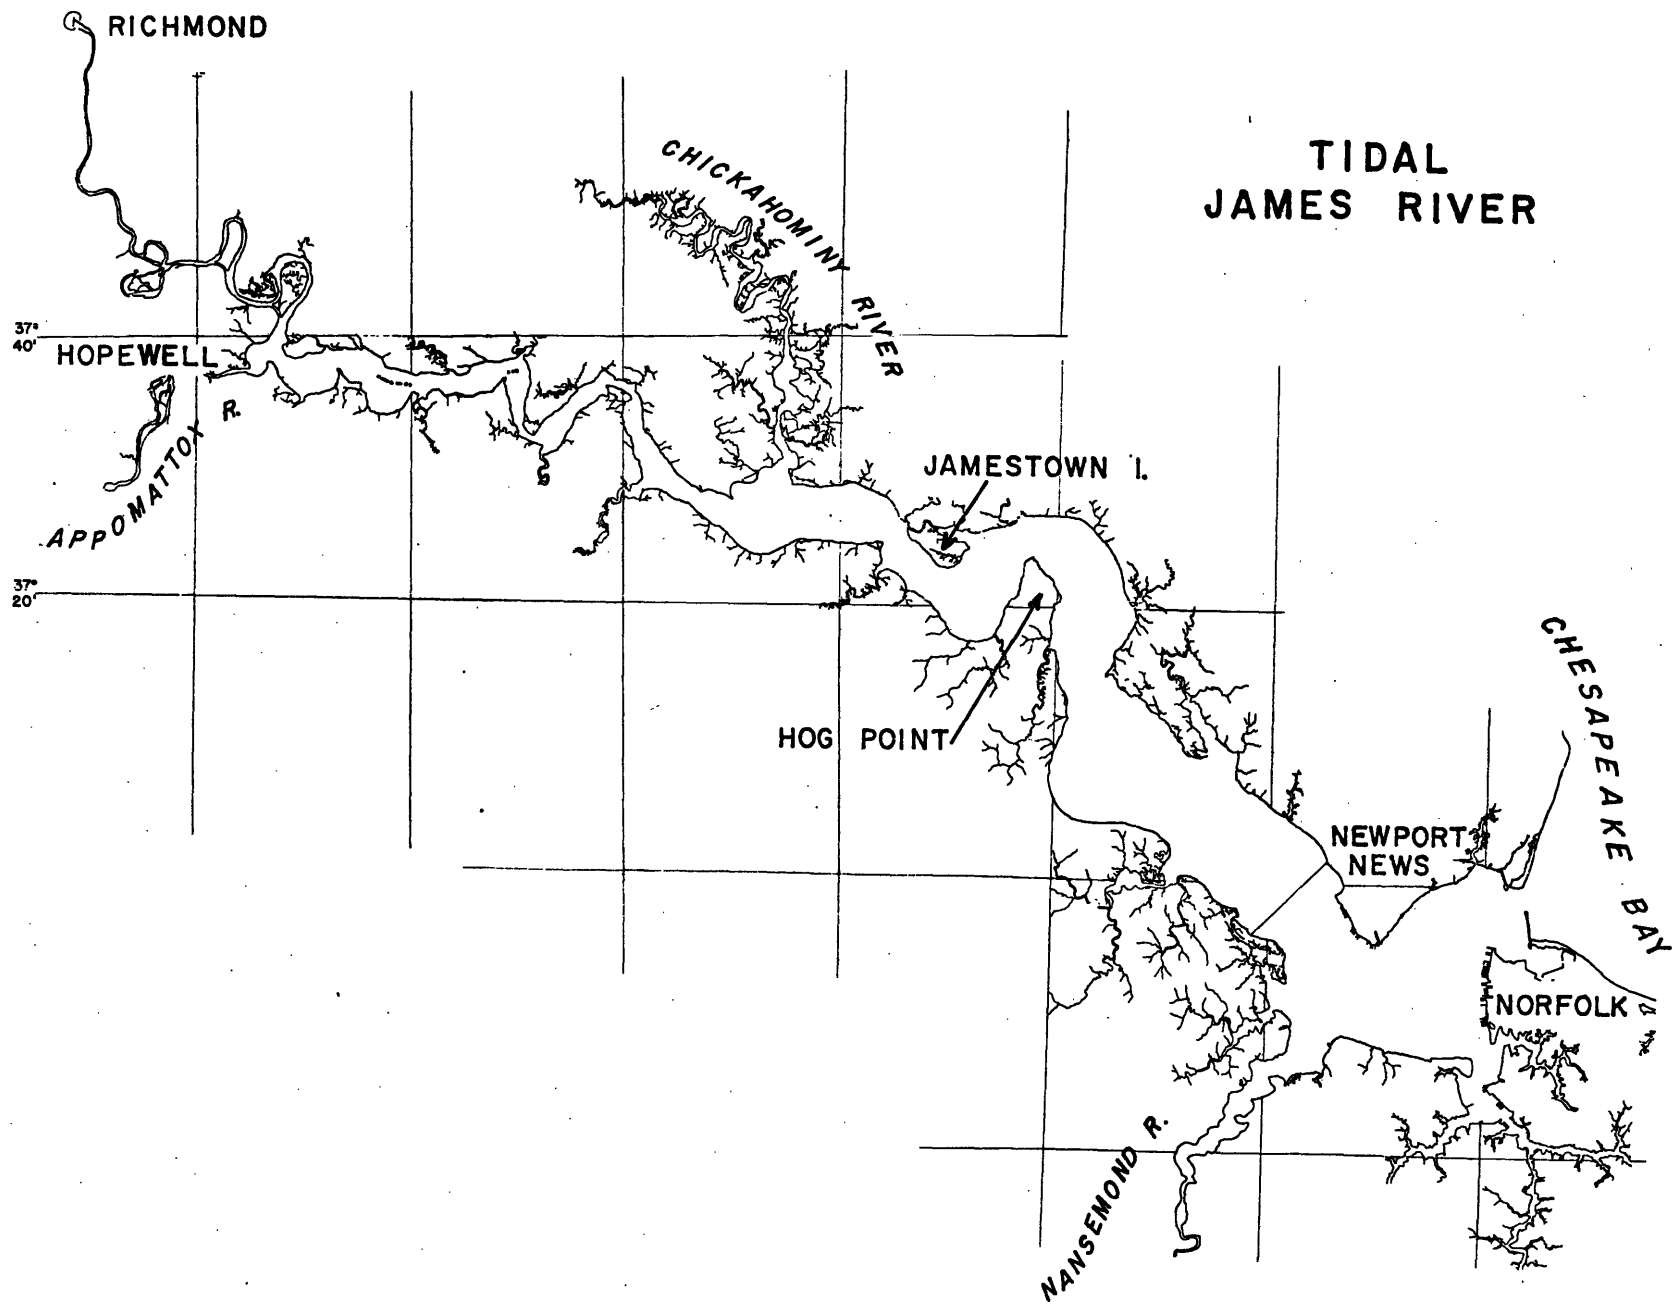 RICHMOND
TIDAL
JAMES RIVER
CHICKAHOMINY RIVER
37°
40'
HOPEWELL
APPOMATTOX R.
JAMESTOWN I.
37°
20'
HOG POINT
CHESAPEAKE BAY
NEWPORT
NEWS
NORFOLK
NANSEMOND R.